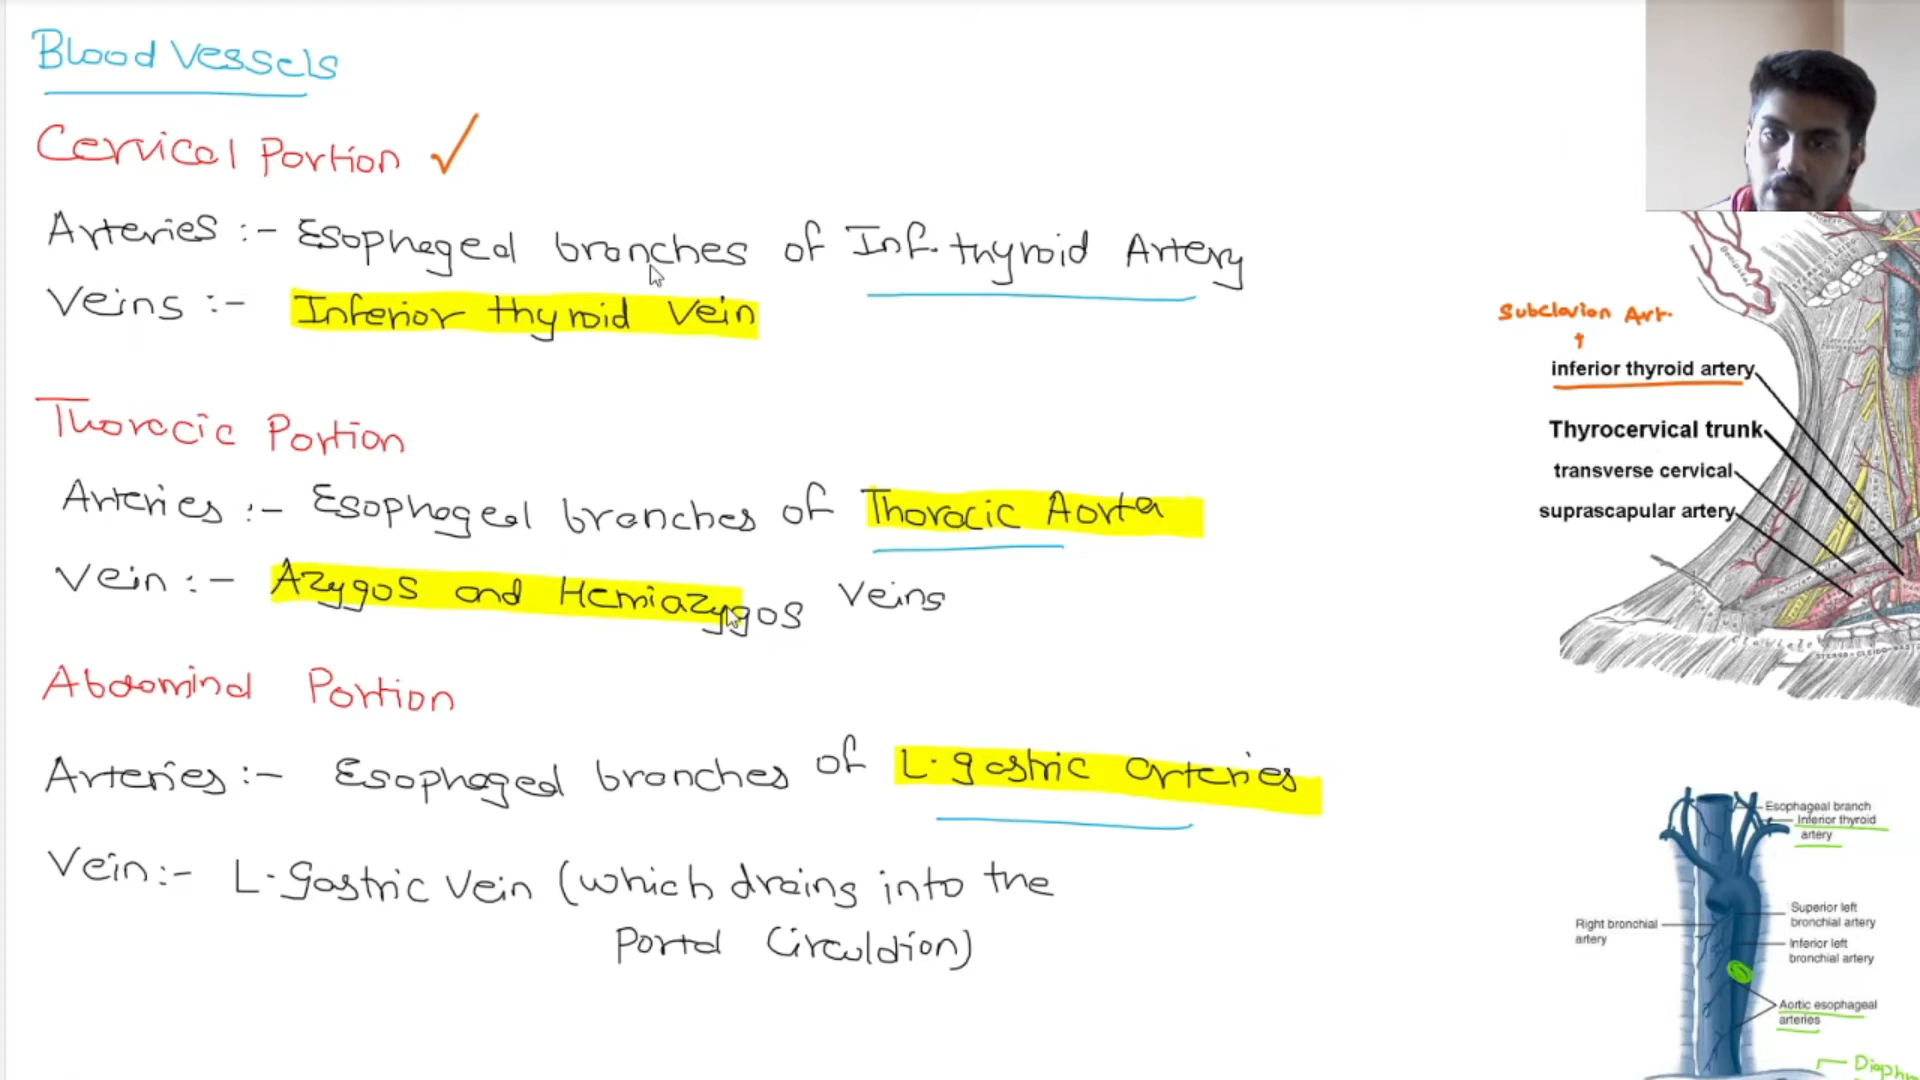 Blood Vessels
Cervical Portion ✓
Arteries :- Esophageal branches of Inf. thyroid Artery
Veins :- Inferior thyroid Vein
Thoracic Portion
Arteries :- Esophageal branches of Thoracic Aorta
Vein :- Azygos and Hemiazygos Veins
Abdominal Portion
Arteries :- Esophageal branches of L. gastric arteries
Vein :- L. gastric Vein (which drains into the
Portal Circulation)
Subclavian Art.
inferior thyroid artery
Thyrocervical trunk
transverse cervical
suprascapular artery
Esophageal branch
Inferior thyroid
artery
Superior left
bronchial artery
Right bronchial
artery
Inferior left
bronchial artery
Aortic esophageal
arteries